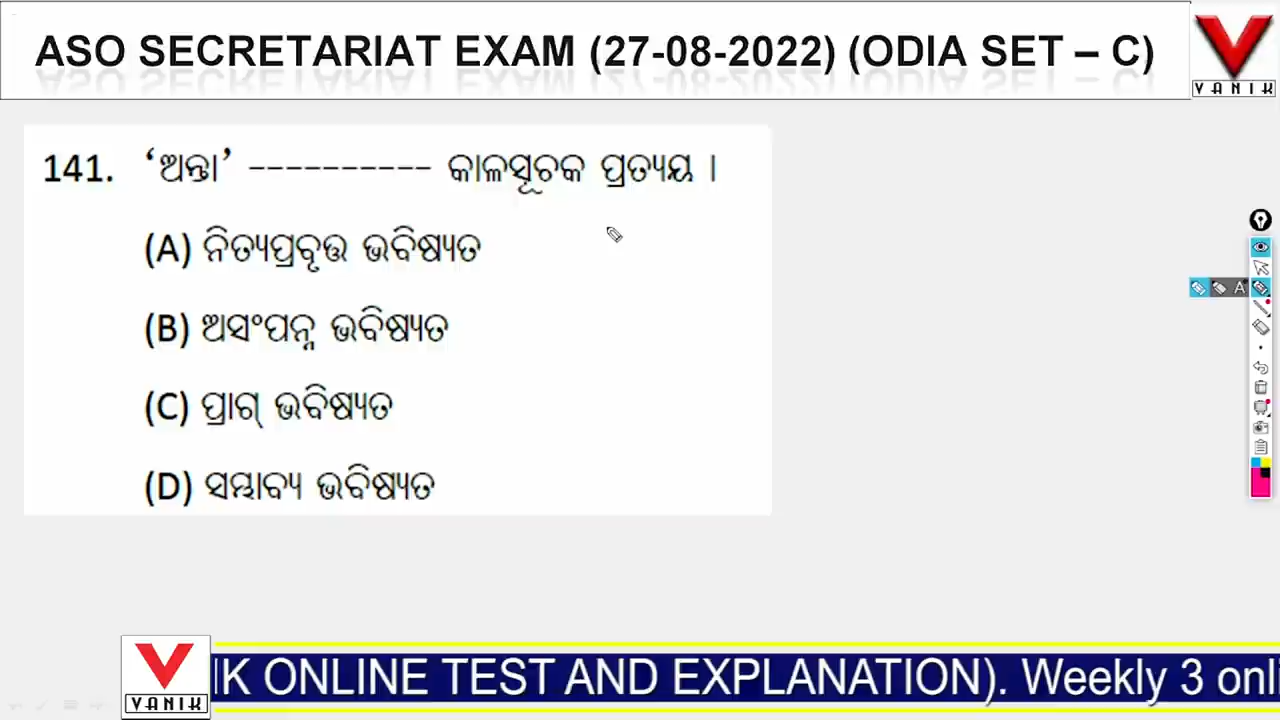 ASO SECRETARIAT EXAM (27-08-2022) (ODIA SET – C)
VANIK
141. ‘ଅନ୍ତା’ ---------- କାଳସୂଚକ ପ୍ରତ୍ୟୟ ।
(A) ନିତ୍ୟପ୍ରବୃତ୍ତ ଭବିଷ୍ୟତ
(B) ଅସଂପନ୍ନ ଭବିଷ୍ୟତ
(C) ପ୍ରାଗ୍ ଭବିଷ୍ୟତ
(D) ସମ୍ଭାବ୍ୟ ଭବିଷ୍ୟତ
A
VANIK
IK ONLINE TEST AND EXPLANATION). Weekly 3 onl